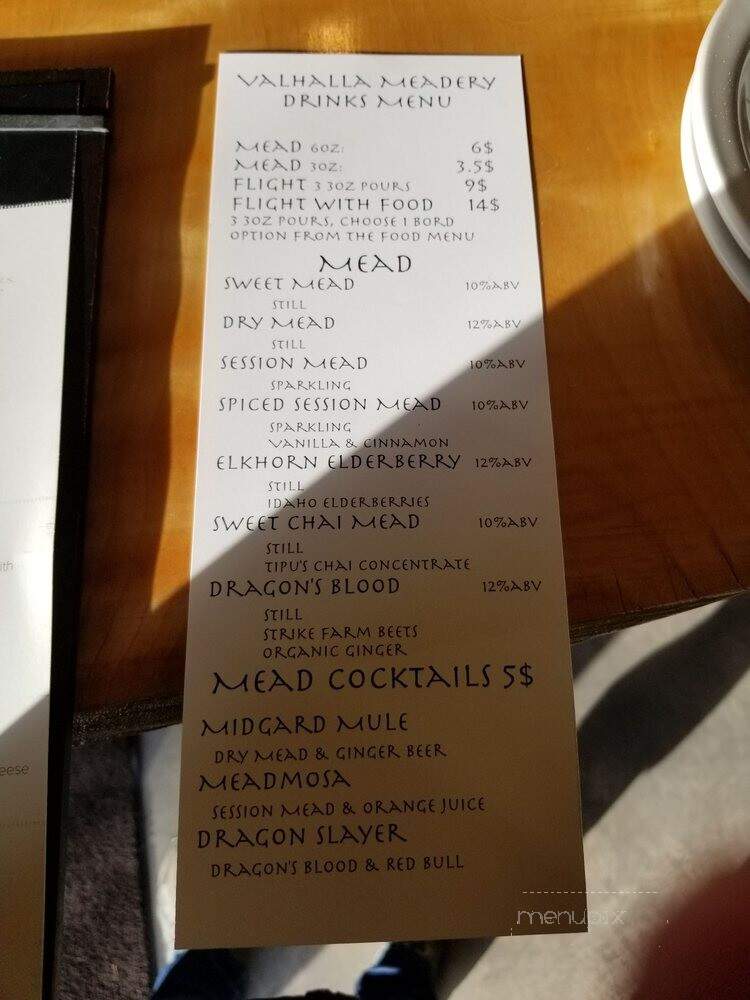 VALHALLA MEADERY
DRINKS MENU
MEAD 6OZ: 6$
MEAD 3OZ: 3.5$
FLIGHT 3 3OZ POURS 9$
FLIGHT WITH FOOD 14$
3 3OZ POURS, CHOOSE 1 BORD
OPTION FROM THE FOOD MENU
MEAD
SWEET MEAD 10%ABV
STILL
DRY MEAD 12%ABV
STILL
SESSION MEAD 10%ABV
SPARKLING
SPICED SESSION MEAD 10%ABV
SPARKLING
VANILLA & CINNAMON
ELKHORN ELDERBERRY 12%ABV
STILL
IDAHO ELDERBERRIES
SWEET CHAI MEAD 10%ABV
STILL
TIPU'S CHAI CONCENTRATE
DRAGON'S BLOOD 12%ABV
STILL
STRIKE FARM BEETS
ORGANIC GINGER
MEAD COCKTAILS 5$
MIDGARD MULE
DRY MEAD & GINGER BEER
MEADMOSA
SESSION MEAD & ORANGE JUICE
DRAGON SLAYER
DRAGON'S BLOOD & RED BULL
menupix